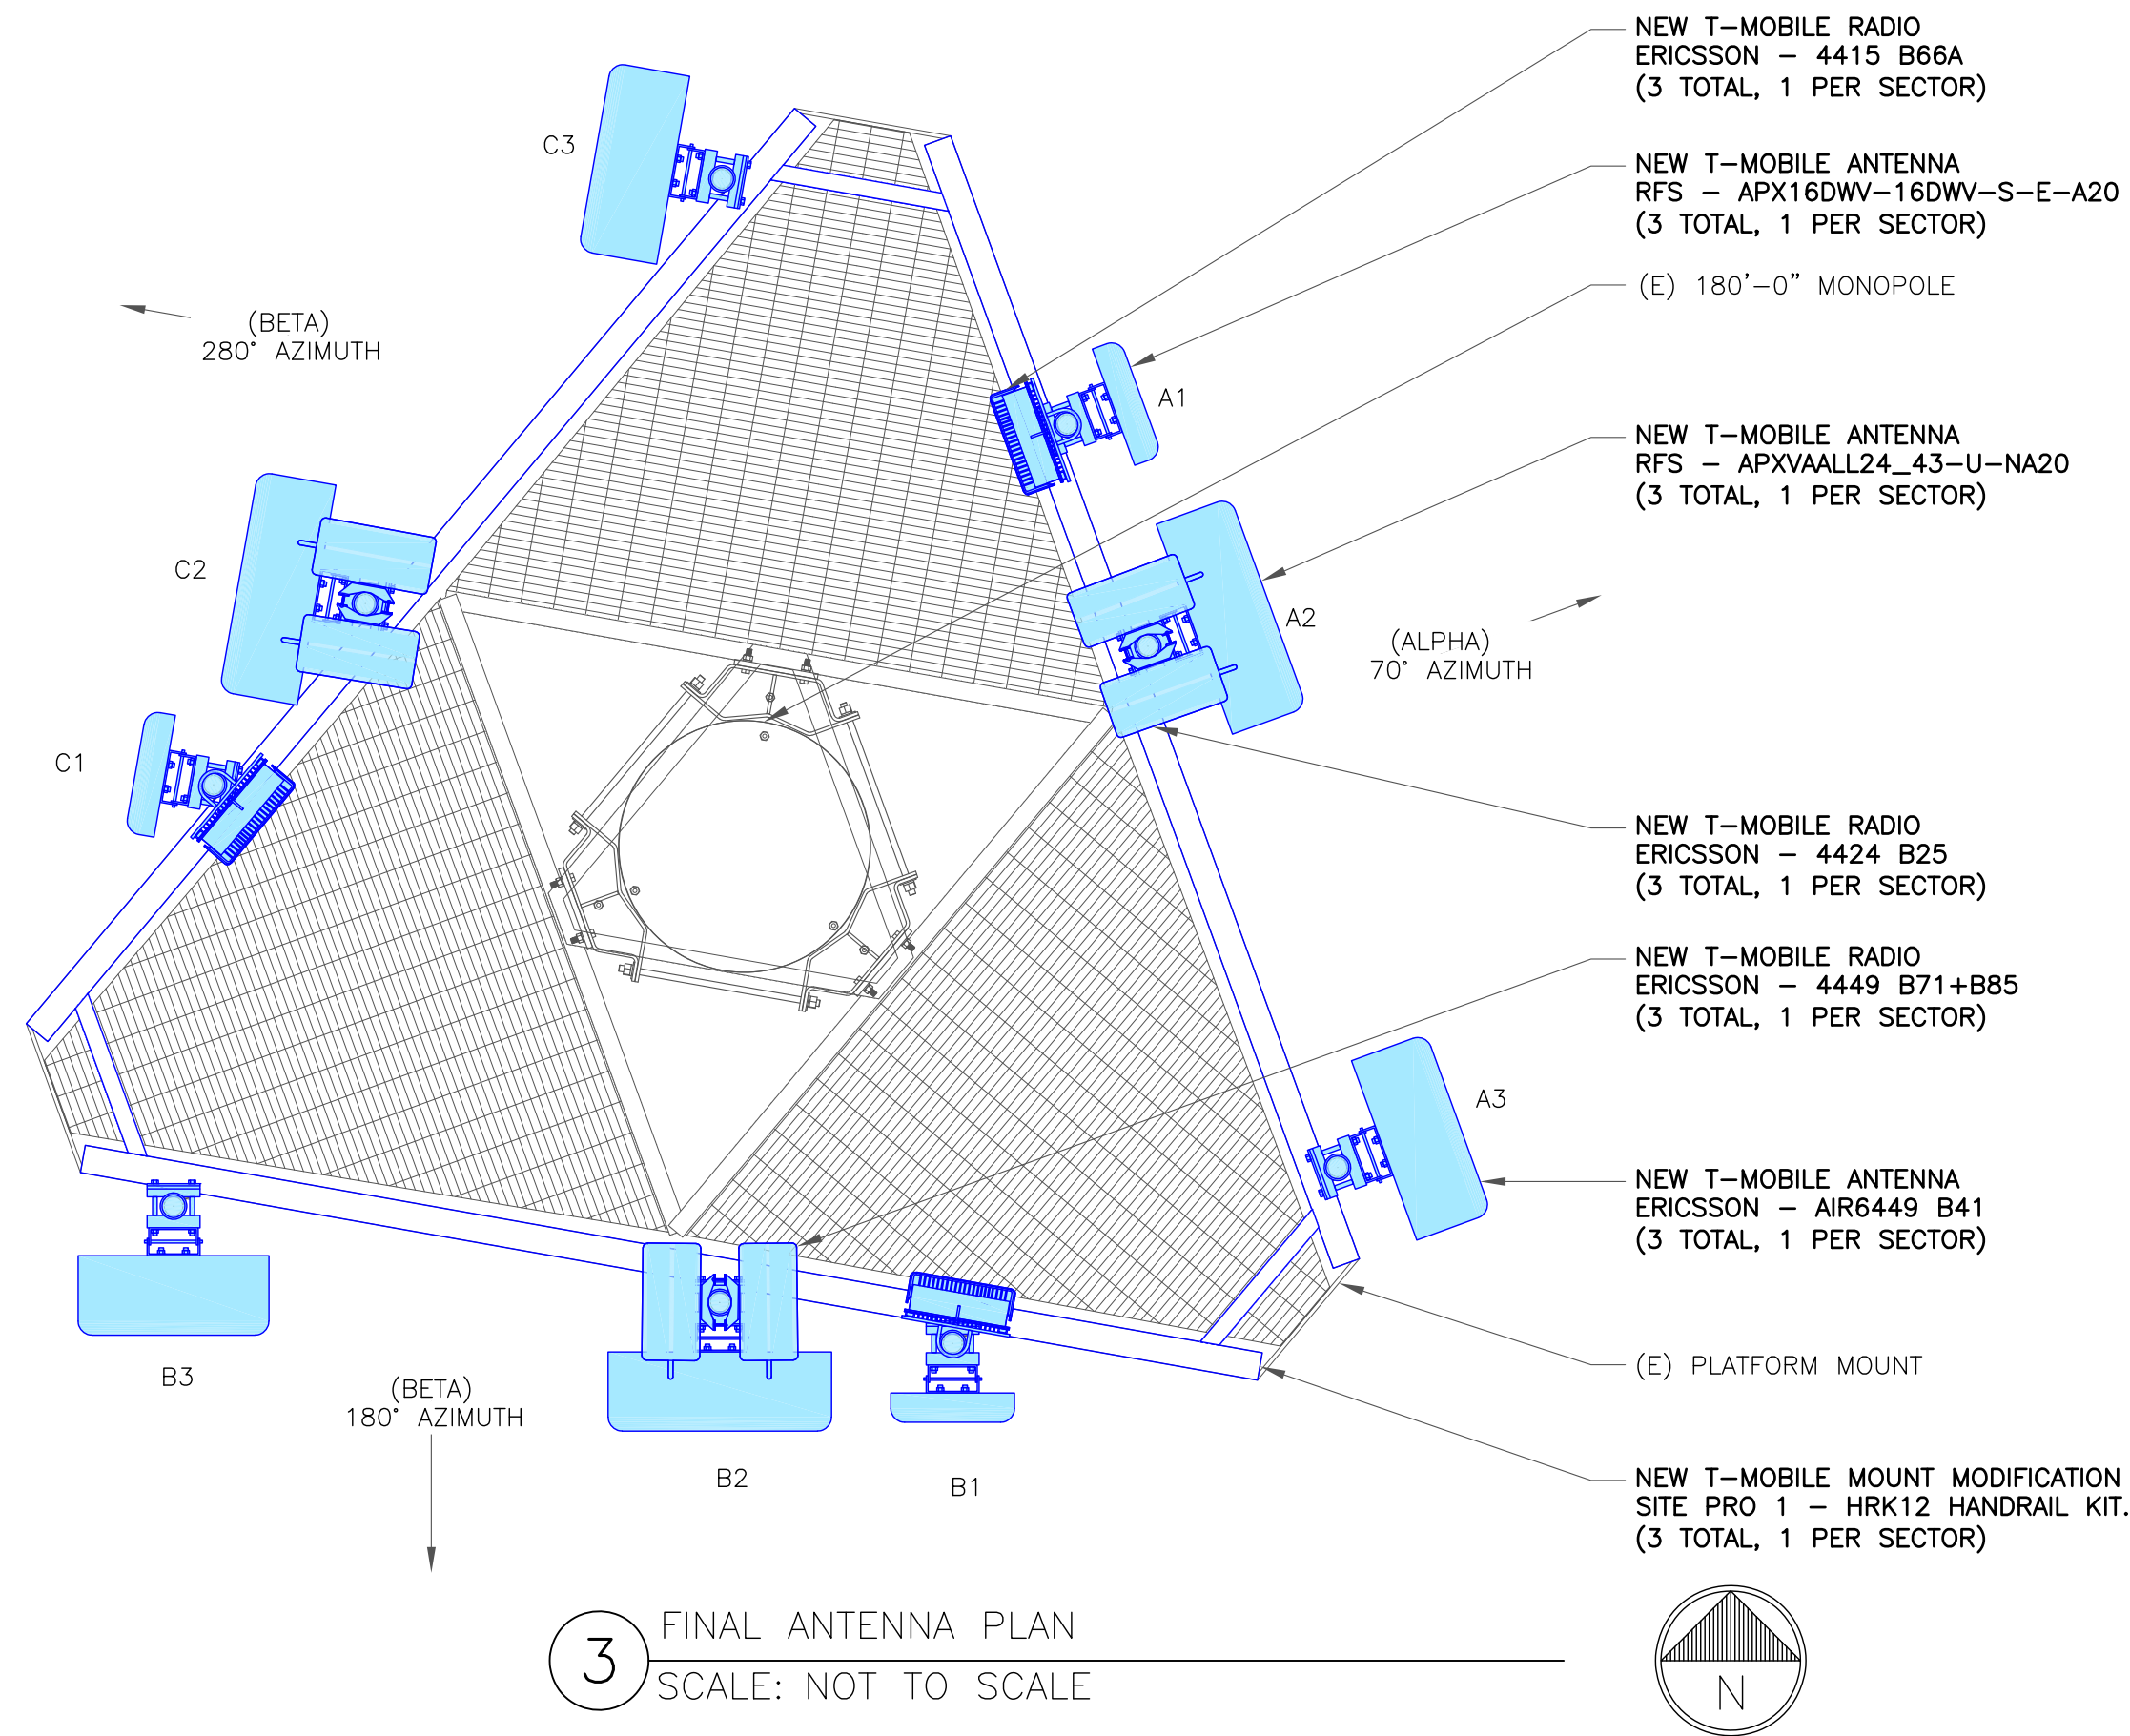 NEW T-MOBILE RADIO
ERICSSON - 4415 B66A
(3 TOTAL, 1 PER SECTOR)
NEW T-MOBILE ANTENNA
RFS - APX16DWV-16DWV-S-E-A20
(3 TOTAL, 1 PER SECTOR)
(E) 180'-0" MONOPOLE
NEW T-MOBILE ANTENNA
RFS - APXVAALL24_43-U-NA20
(3 TOTAL, 1 PER SECTOR)
C3
(BETA)
280° AZIMUTH
A1
C2
A2
(ALPHA)
70° AZIMUTH
C1
NEW T-MOBILE RADIO
ERICSSON - 4424 B25
(3 TOTAL, 1 PER SECTOR)
NEW T-MOBILE RADIO
ERICSSON - 4449 B71+B85
(3 TOTAL, 1 PER SECTOR)
A3
NEW T-MOBILE ANTENNA
ERICSSON - AIR6449 B41
(3 TOTAL, 1 PER SECTOR)
(E) PLATFORM MOUNT
B3
(BETA)
180° AZIMUTH
B2
B1
NEW T-MOBILE MOUNT MODIFICATION
SITE PRO 1 - HRK12 HANDRAIL KIT.
(3 TOTAL, 1 PER SECTOR)
3
FINAL ANTENNA PLAN
SCALE: NOT TO SCALE
N